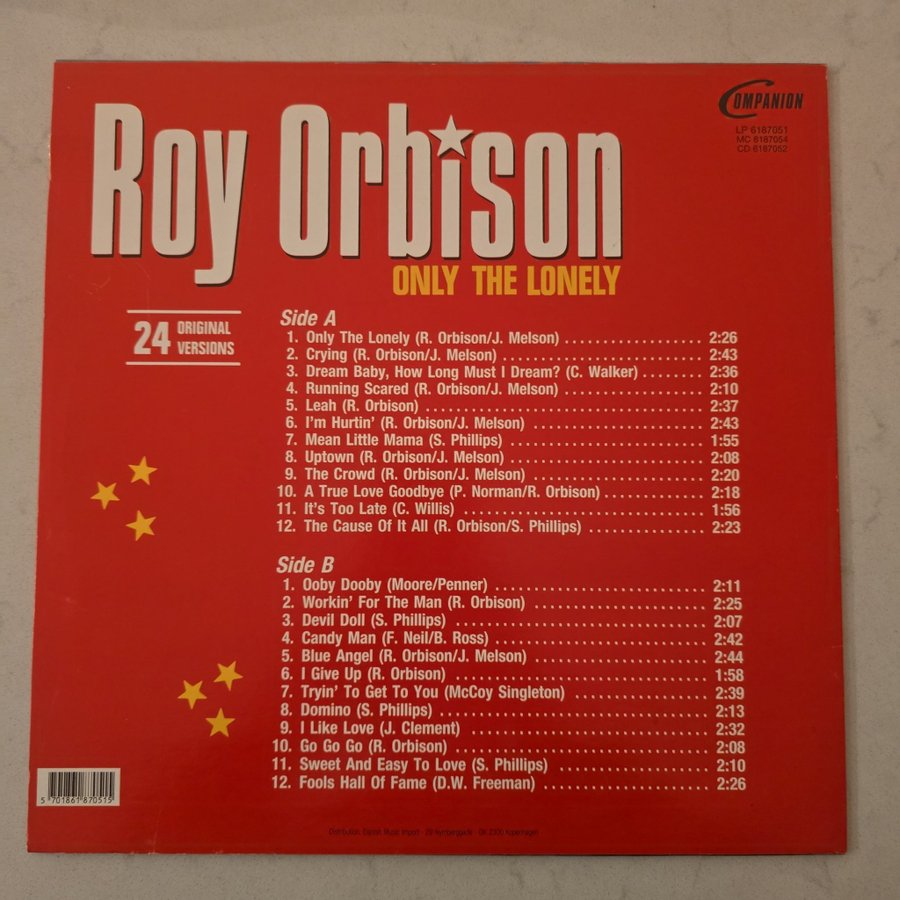 COMPANION
LP 6187051
MC 6187054
CD 6187052
Roy Orbison
ONLY THE LONELY
24 ORIGINAL
VERSIONS
Side A
1. Only The Lonely (R. Orbison/J. Melson) 2:26
2. Crying (R. Orbison/J. Melson) 2:43
3. Dream Baby, How Long Must I Dream? (C. Walker) 2:36
4. Running Scared (R. Orbison/J. Melson) 2:10
5. Leah (R. Orbison) 2:37
6. I'm Hurtin' (R. Orbison/J. Melson) 2:43
7. Mean Little Mama (S. Phillips) 1:55
8. Uptown (R. Orbison/J. Melson) 2:08
9. The Crowd (R. Orbison/J. Melson) 2:20
10. A True Love Goodbye (P. Norman/R. Orbison) 2:18
11. It's Too Late (C. Willis) 1:56
12. The Cause Of It All (R. Orbison/S. Phillips) 2:23
Side B
1. Ooby Dooby (Moore/Penner) 2:11
2. Workin' For The Man (R. Orbison) 2:25
3. Devil Doll (S. Phillips) 2:07
4. Candy Man (F. Neil/B. Ross) 2:42
5. Blue Angel (R. Orbison/J. Melson) 2:44
6. I Give Up (R. Orbison) 1:58
7. Tryin' To Get To You (McCoy Singleton) 2:39
8. Domino (S. Phillips) 2:13
9. I Like Love (J. Clement) 2:32
10. Go Go Go (R. Orbison) 2:08
11. Sweet And Easy To Love (S. Phillips) 2:10
12. Fools Hall Of Fame (D.W. Freeman) 2:26
5 701861 870515
Distribution: Music Import